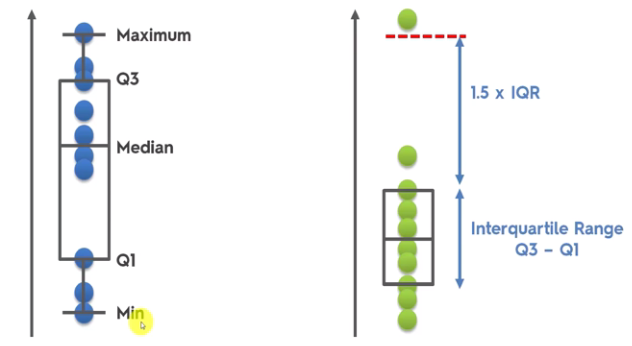 Maximum
Q3
Median
Q1
Min
1.5 x IQR
Interquartile Range
Q3 – Q1